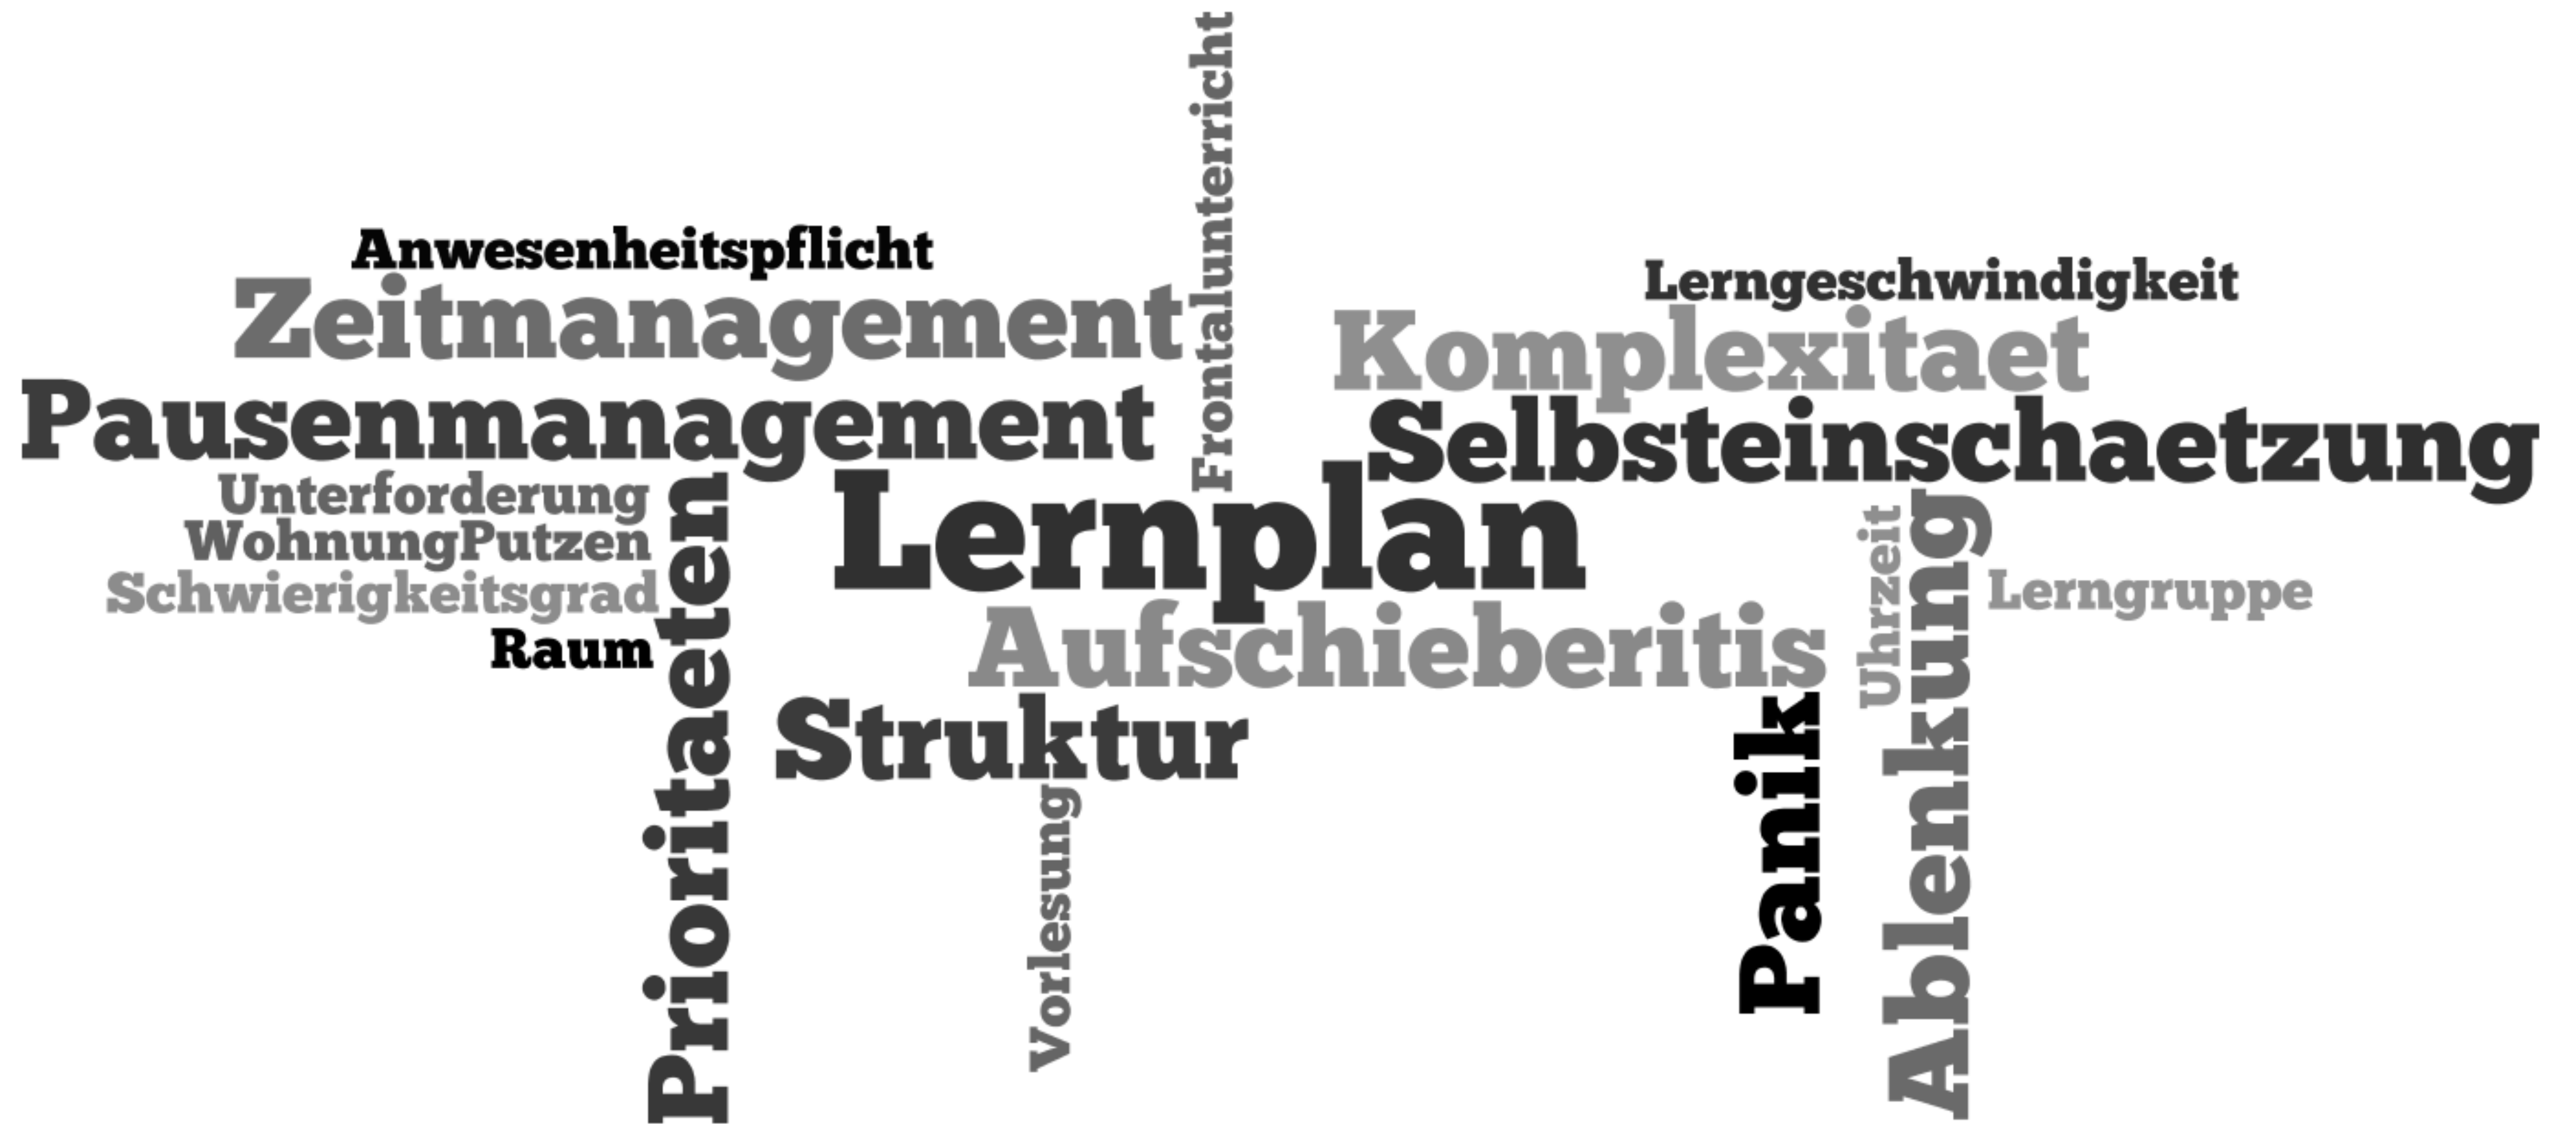 Frontalunterricht
Anwesenheitspflicht
Lerngeschwindigkeit
Zeitmanagement
Komplexitaet
Pausenmanagement
Selbsteinschaetzung
Unterforderung
Lernplan
WohnungPutzen
Uhrzeit
Schwierigkeitsgrad
Lerngruppe
Raum
Prioritaeten
Aufschieberitis
Ablenkung
Struktur
Panik
Vorlesung